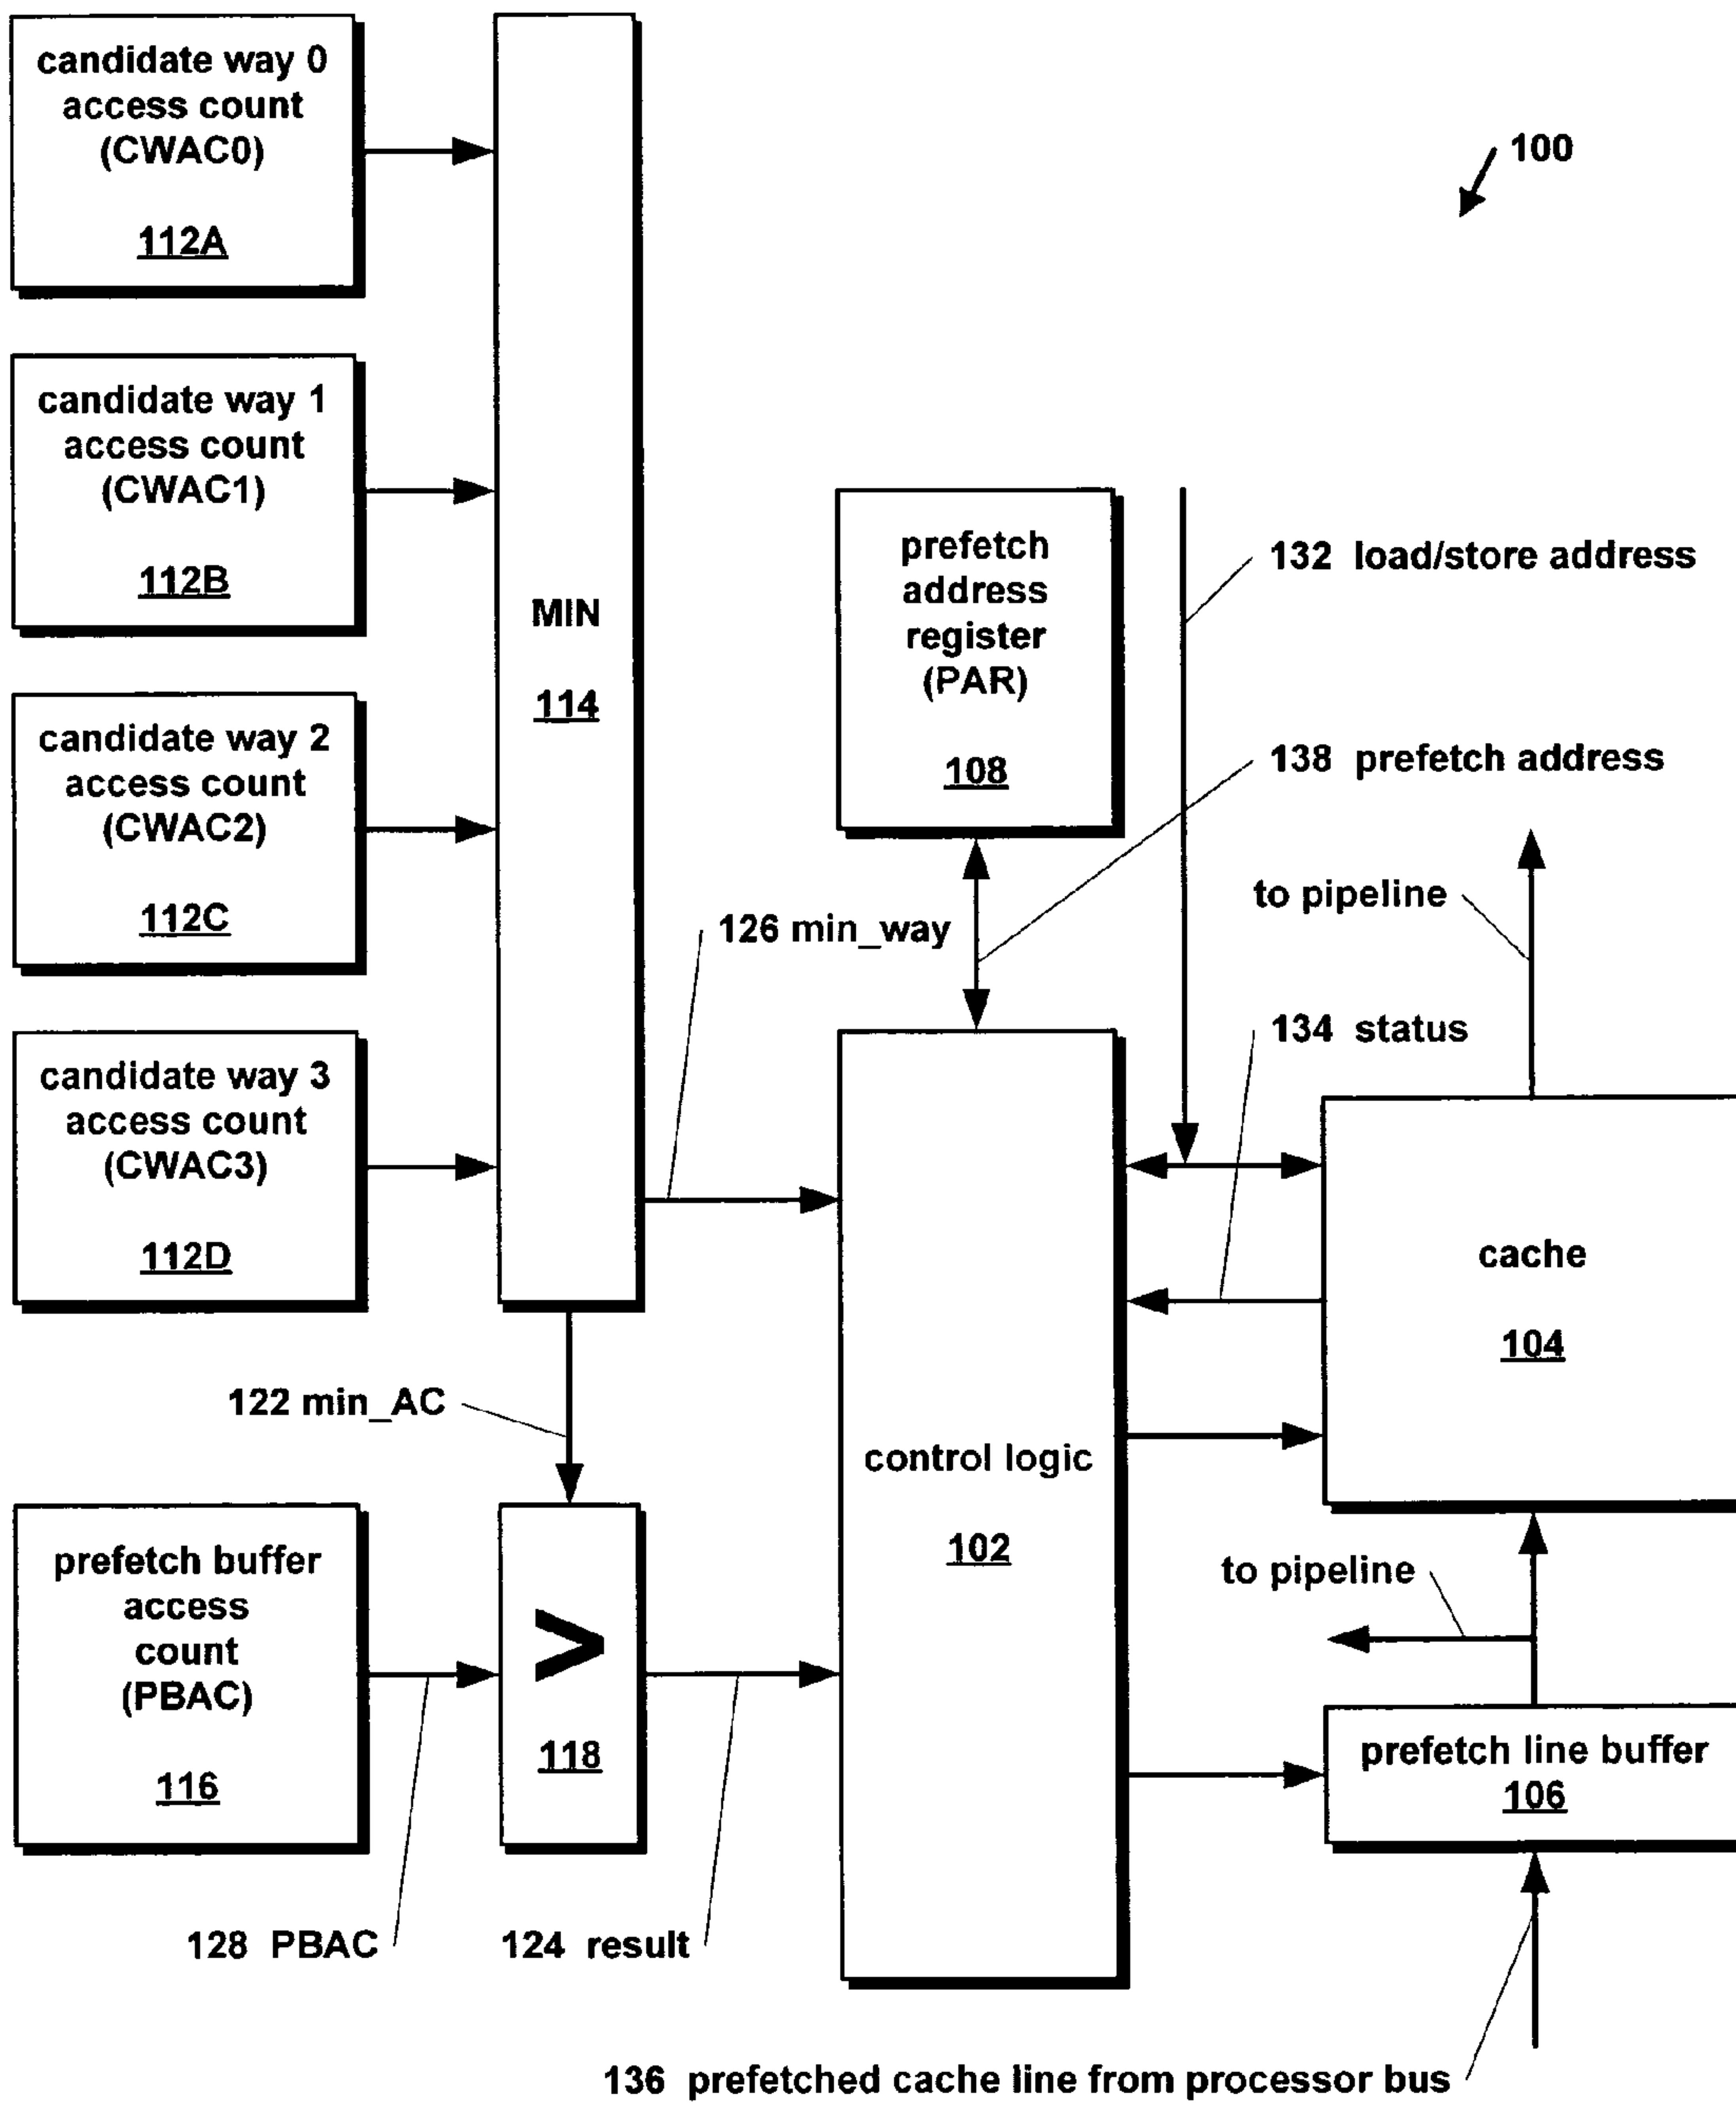 candidate way 0
access count
(CWAC0)
112A
candidate way 1
access count
(CWAC1)
112B
candidate way 2
access count
(CWAC2)
112C
candidate way 3
access count
(CWAC3)
112D
MIN
114
100
prefetch
address
register
(PAR)
108
132 load/store address
138 prefetch address
to pipeline
126 min_way
134 status
cache
104
122 min_AC
control logic
102
prefetch buffer
access
count
(PBAC)
116
>
118
to pipeline
prefetch line buffer
106
128 PBAC
124 result
136 prefetched cache line from processor bus